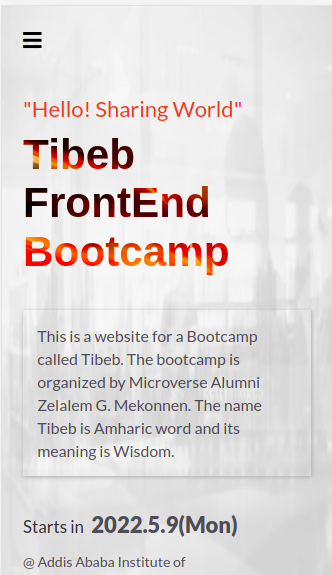 "Hello! Sharing World"
Tibeb
FrontEnd
Bootcamp
This is a website for a Bootcamp
called Tibeb. The bootcamp is
organized by Microverse Alumni
Zelalem G. Mekonnen. The name
Tibeb is Amharic word and its
meaning is Wisdom.
Starts in 2022.5.9(Mon)
@ Addis Ababa Institute of